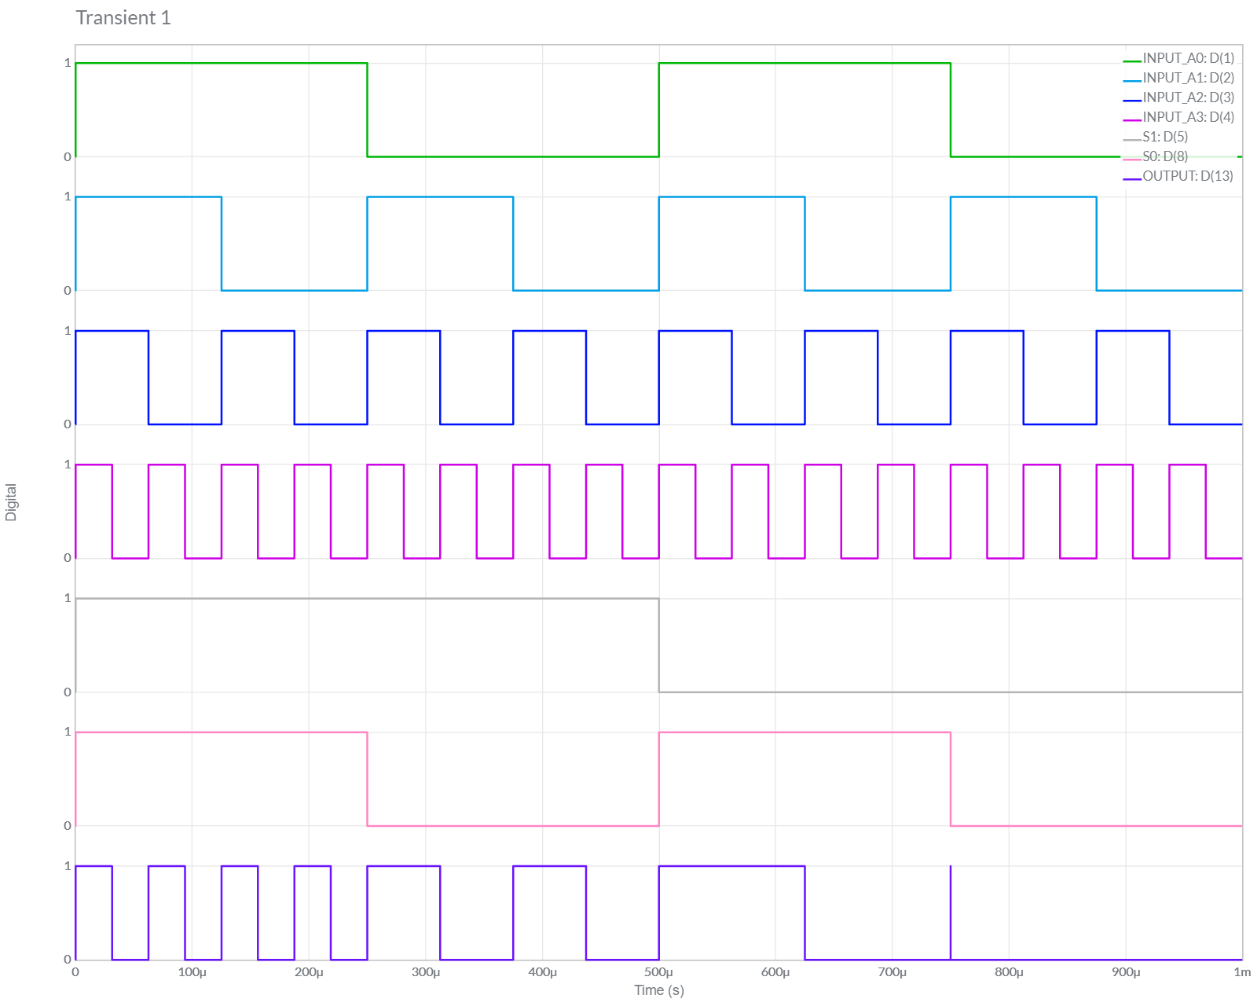 Transient 1
INPUT_A0: D(1)
INPUT_A1: D(2)
INPUT_A2: D(3)
INPUT_A3: D(4)
S1: D(5)
S0: D(8)
OUTPUT: D(13)
1
0
1
0
1
0
1
0
1
0
1
0
1
0
Digital
0 100µ 200µ 300µ 400µ 500µ 600µ 700µ 800µ 900µ 1m
Time (s)